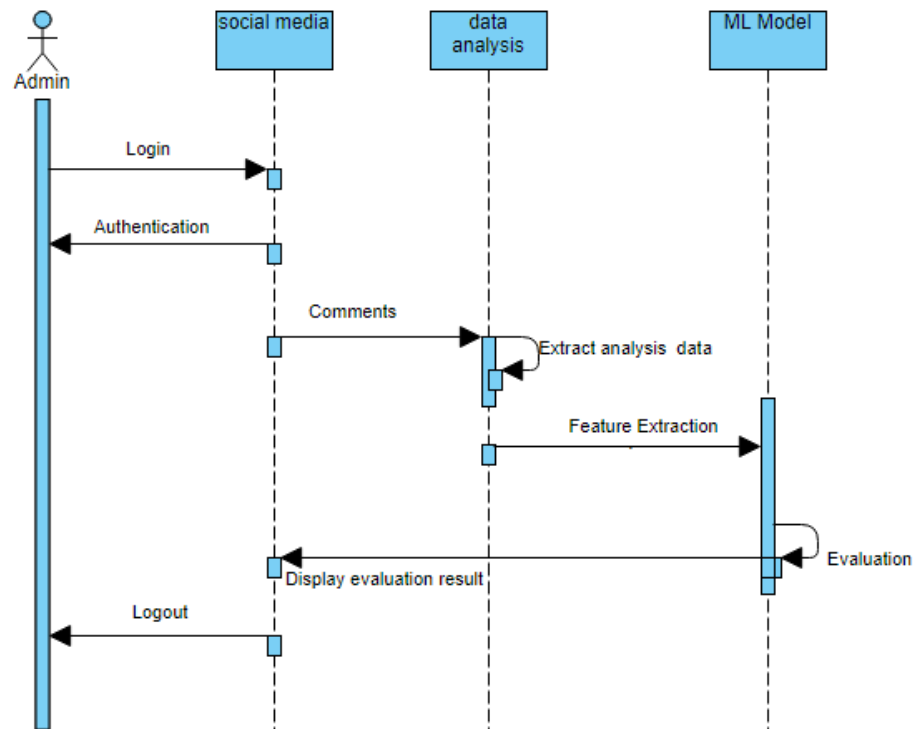 social media
data
analysis
ML Model
Admin
Login
Authentication
Comments
Extract analysis data
Feature Extraction
Evaluation
Display evaluation result
Logout